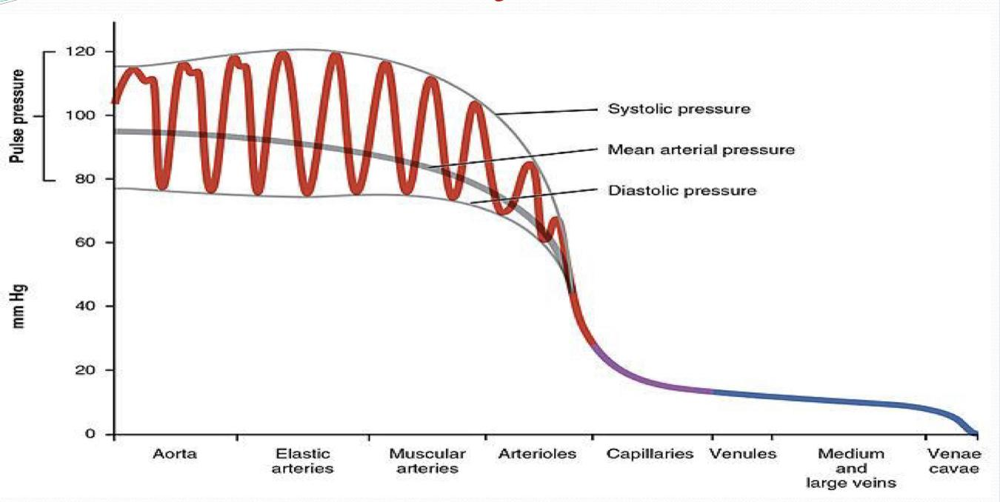 Pulse pressure
mm Hg
120
100
80
60
40
20
0
Systolic pressure
Mean arterial pressure
Diastolic pressure
Aorta
Elastic
arteries
Muscular
arteries
Arterioles
Capillaries
Venules
Medium
and
large veins
Venae
cavae